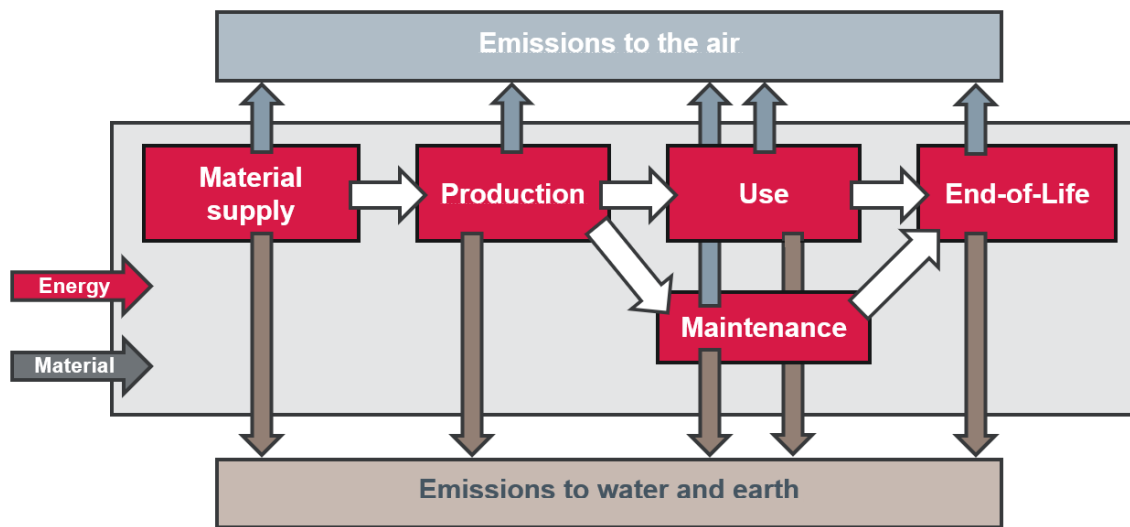 Emissions to the air
Material
supply
Production
Use
End-of-Life
Energy
Maintenance
Material
Emissions to water and earth